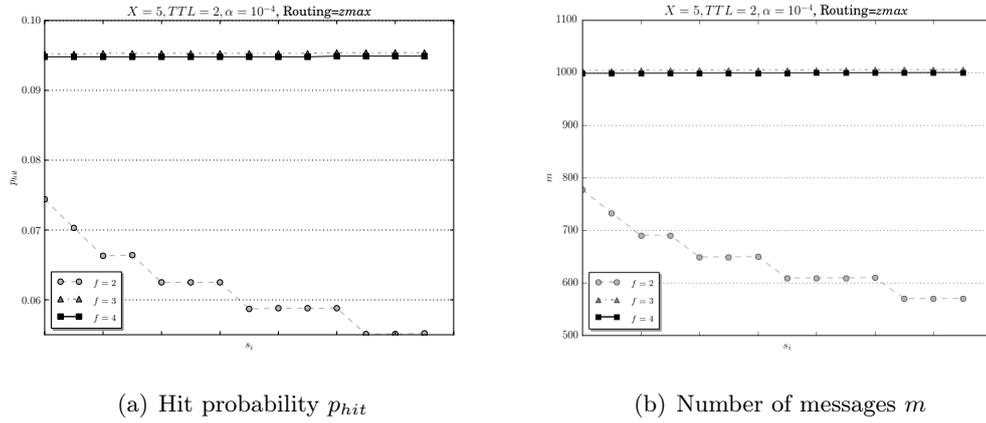 X = 5, TTL = 2, α = 10⁻⁴, Routing=zmax
0.10
0.09
0.08
0.07
0.06
p_hit
s_i
f = 2
f = 3
f = 4
(a) Hit probability p_hit
X = 5, TTL = 2, α = 10⁻⁴, Routing=zmax
1100
1000
900
800
700
600
500
m
s_i
f = 2
f = 3
f = 4
(b) Number of messages m